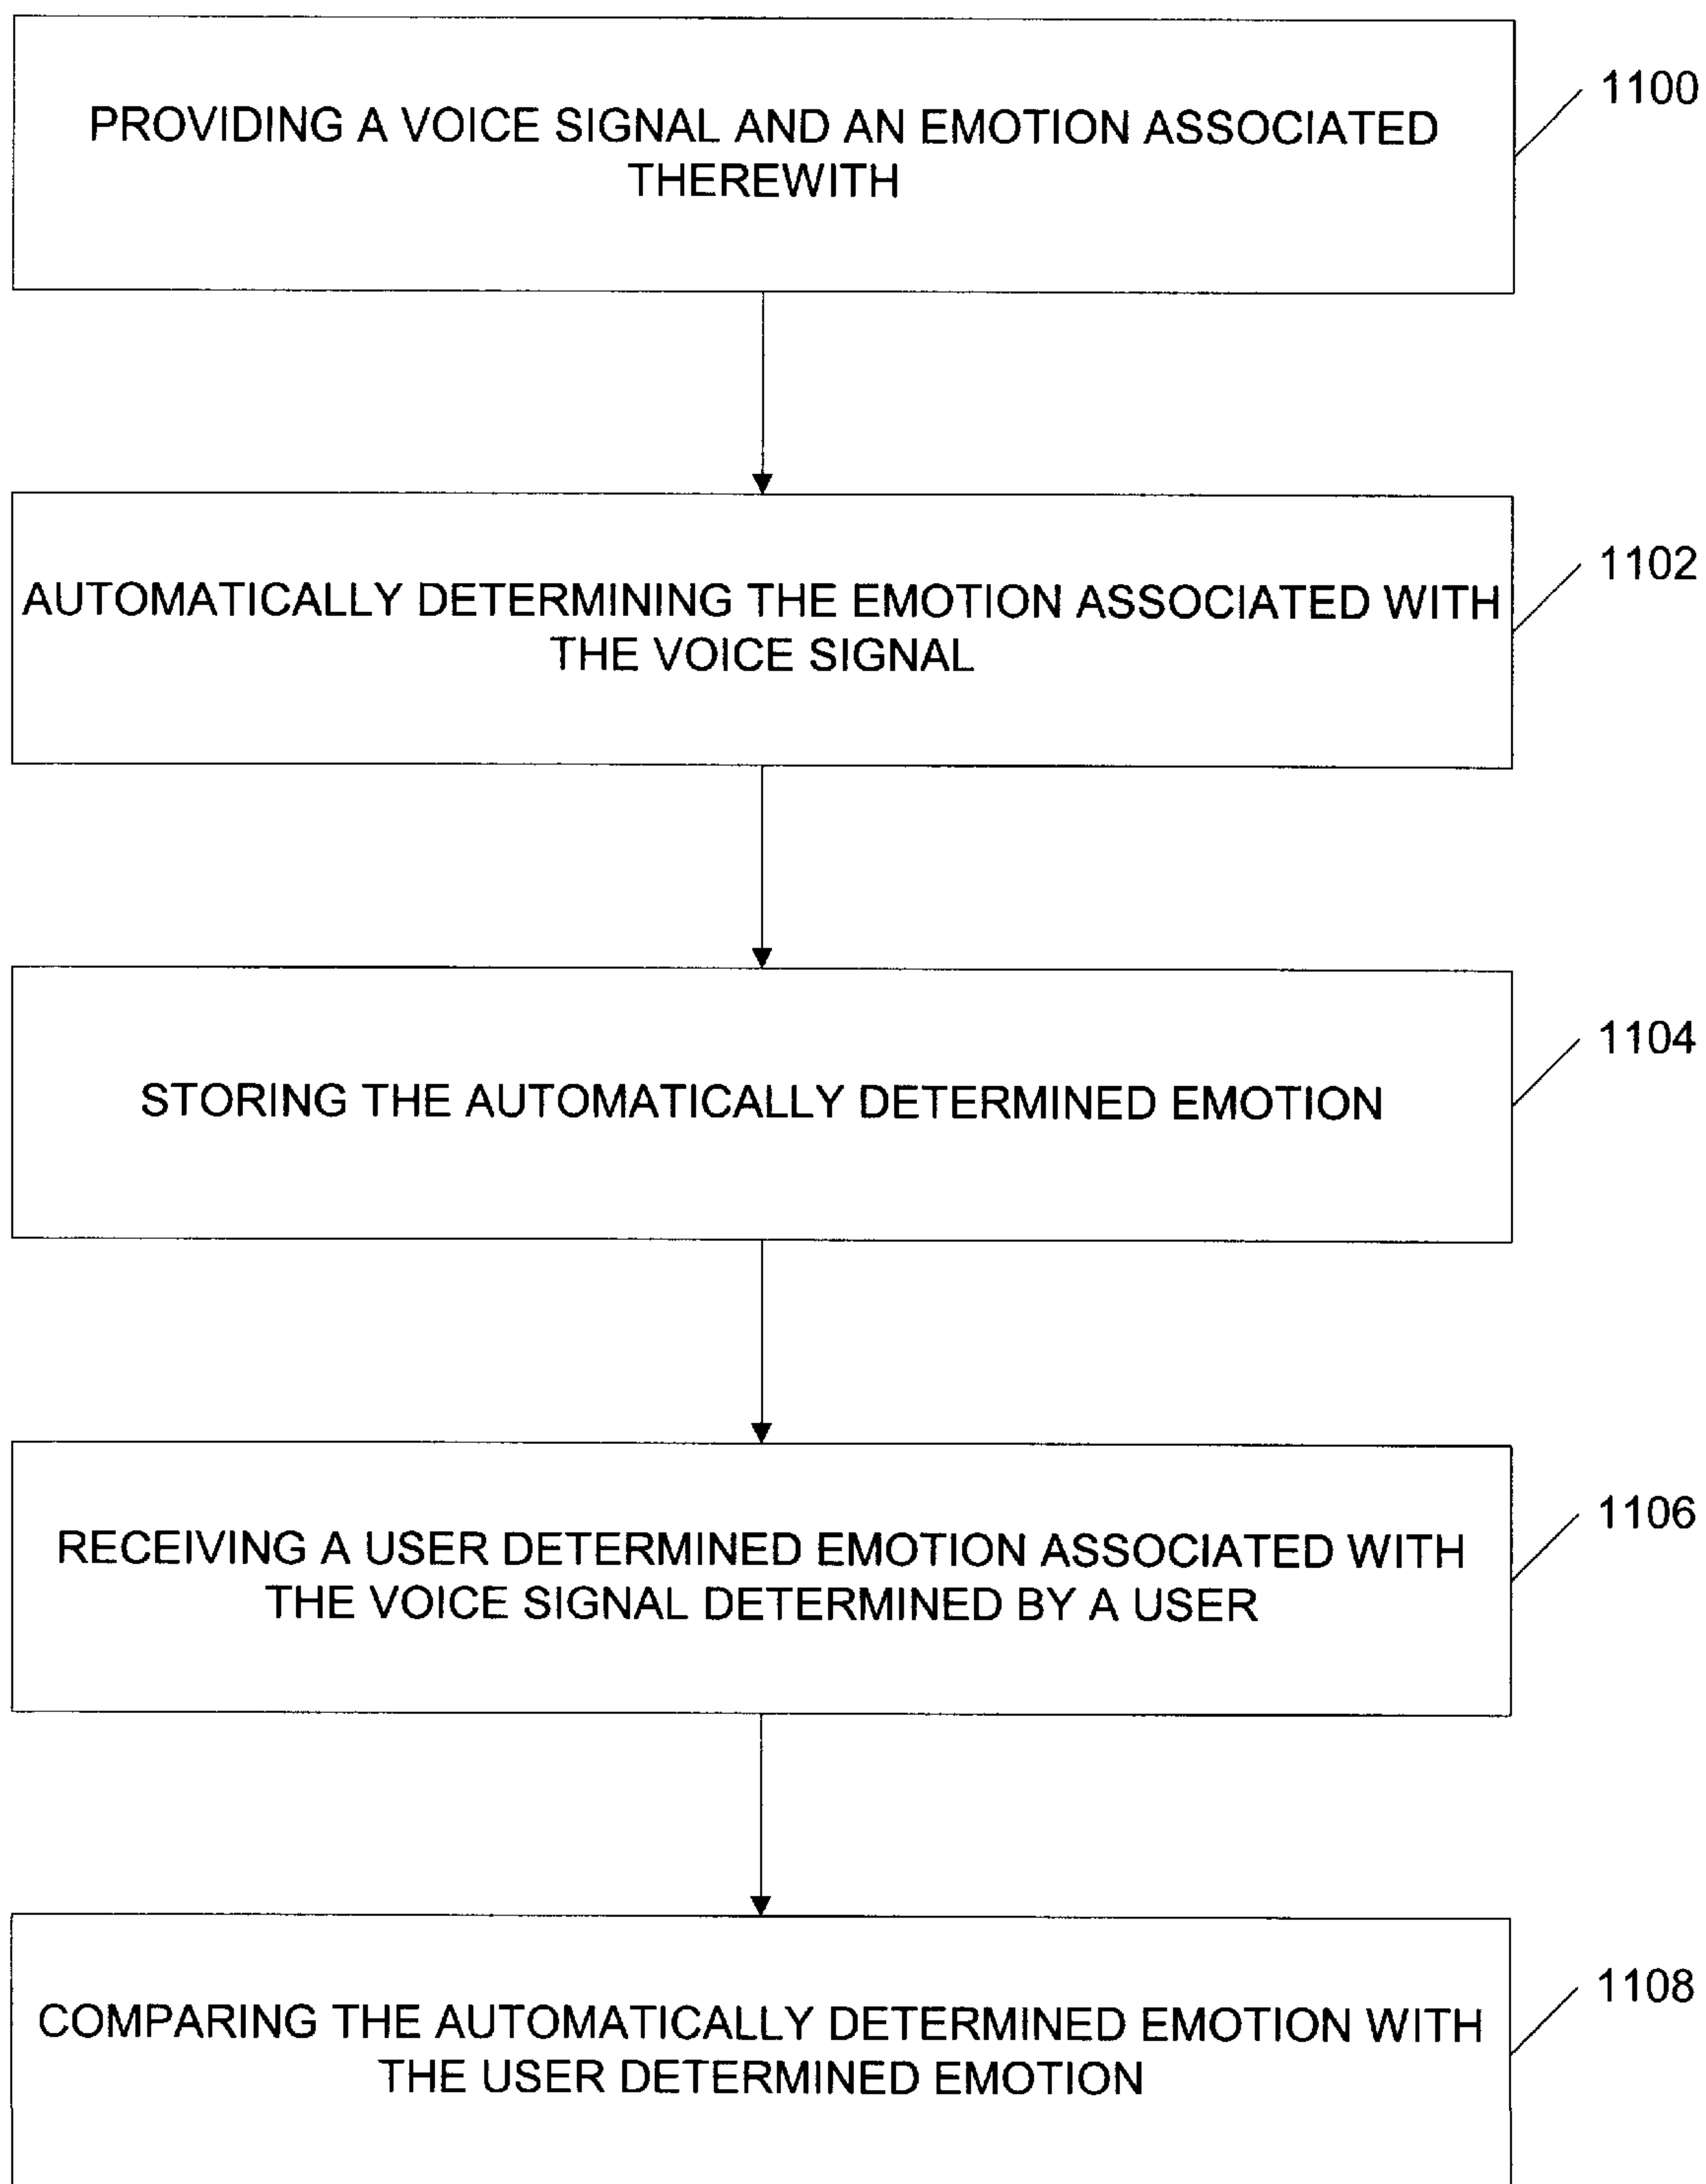 PROVIDING A VOICE SIGNAL AND AN EMOTION ASSOCIATED
THEREWITH
1100
AUTOMATICALLY DETERMINING THE EMOTION ASSOCIATED WITH
THE VOICE SIGNAL
1102
STORING THE AUTOMATICALLY DETERMINED EMOTION
1104
RECEIVING A USER DETERMINED EMOTION ASSOCIATED WITH
THE VOICE SIGNAL DETERMINED BY A USER
1106
COMPARING THE AUTOMATICALLY DETERMINED EMOTION WITH
THE USER DETERMINED EMOTION
1108